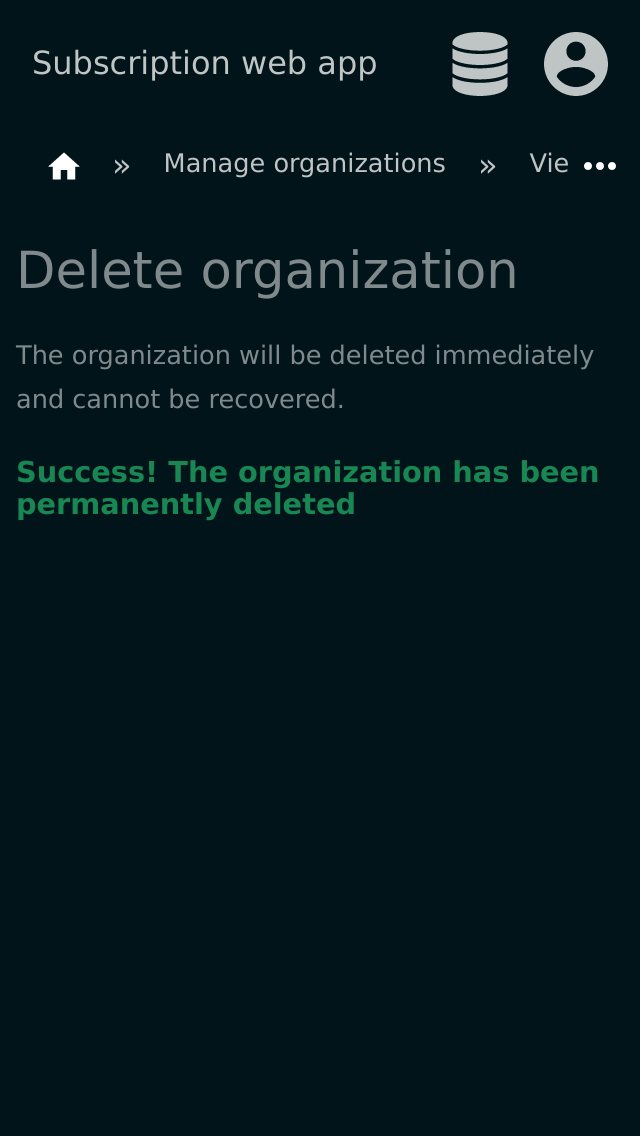 Subscription web app
» Manage organizations » Vie •••
Delete organization
The organization will be deleted immediately
and cannot be recovered.
Success! The organization has been
permanently deleted